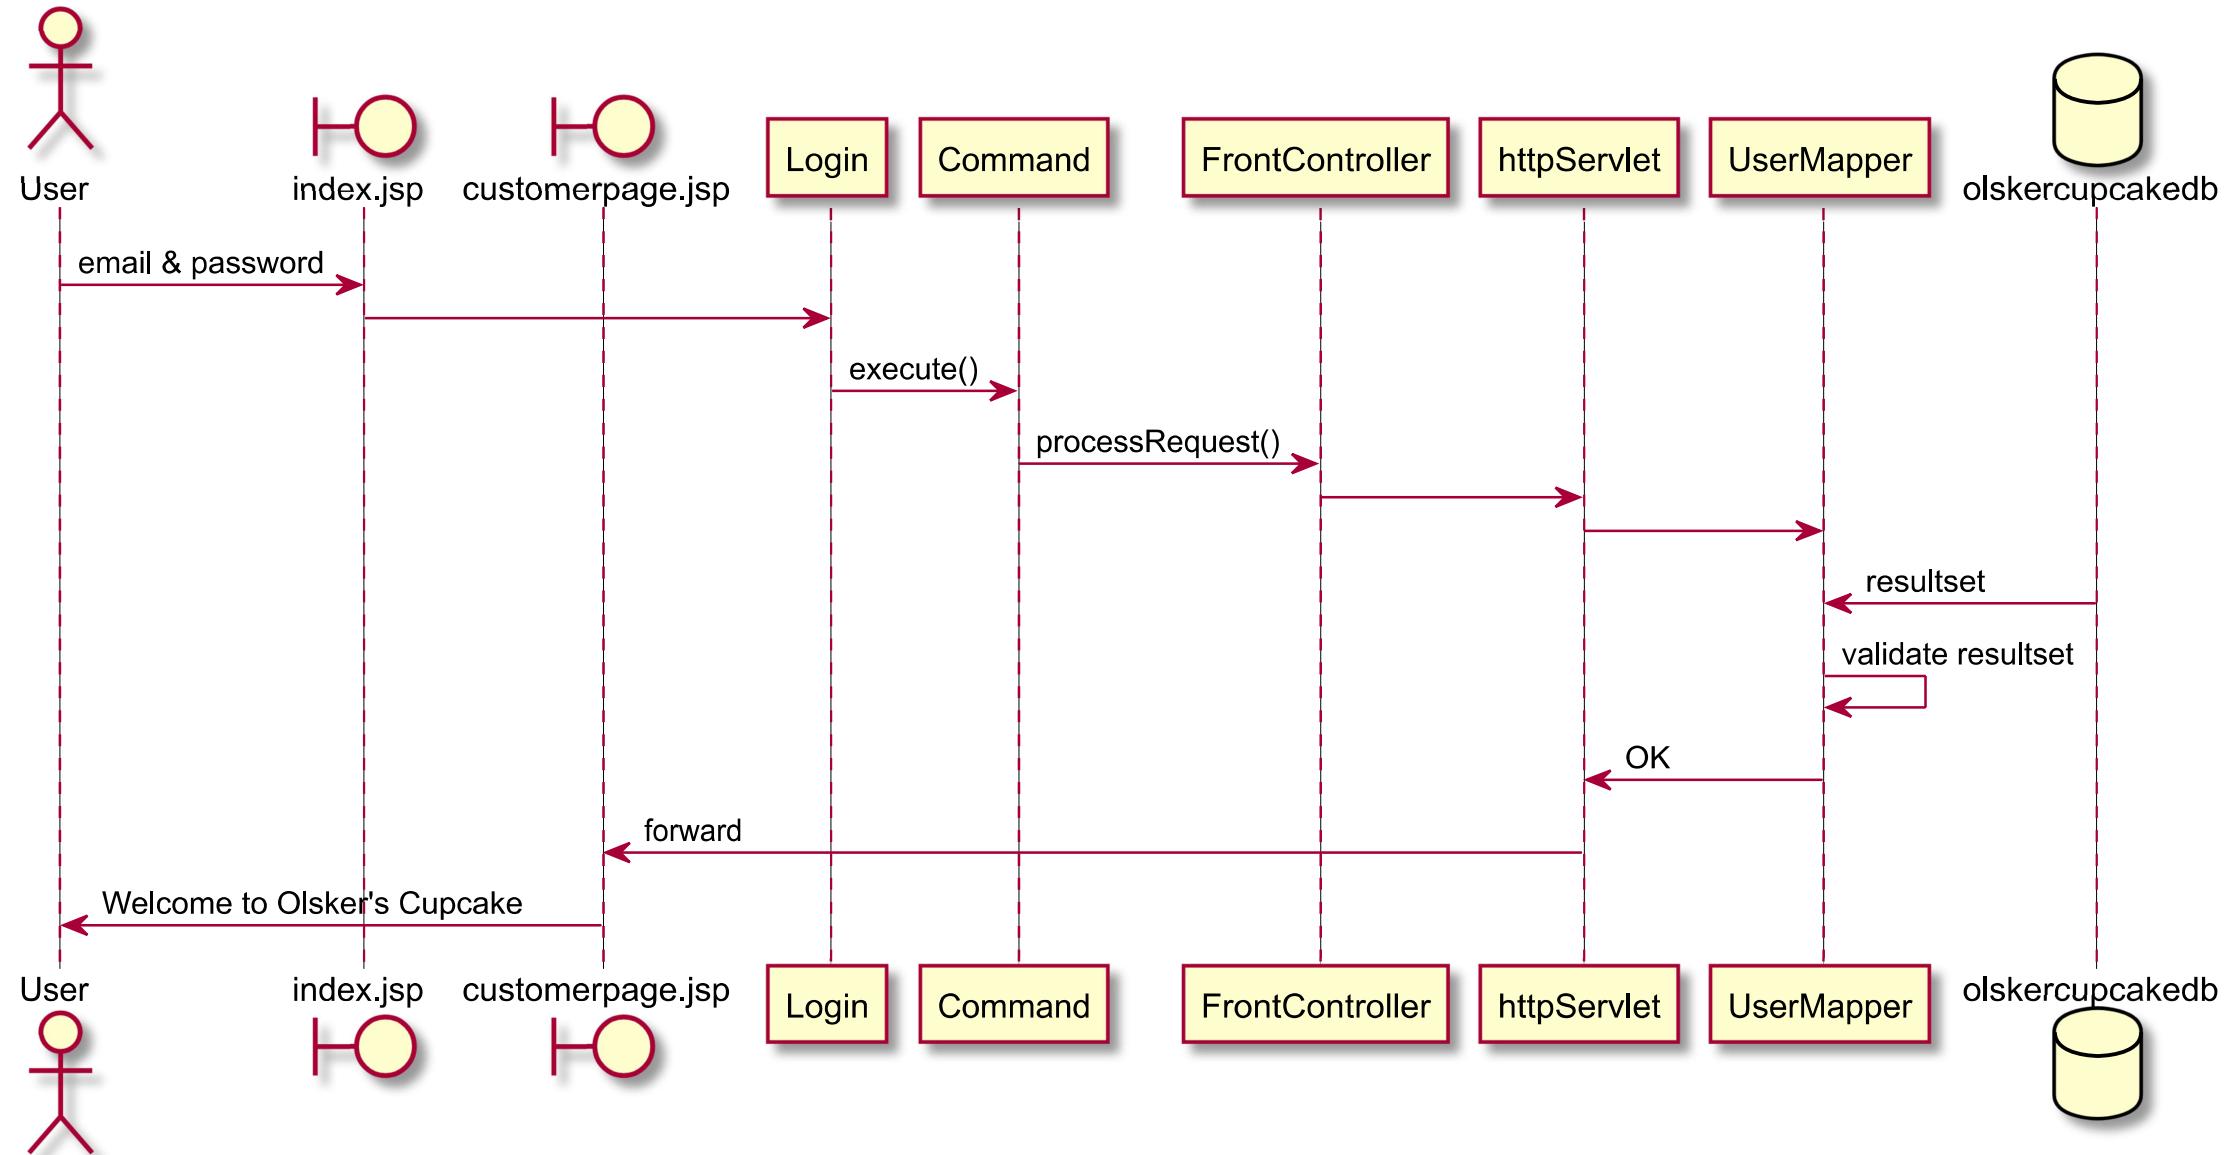 User
index.jsp
customerpage.jsp
Login
Command
FrontController
httpServlet
UserMapper
olskercupcakedb
email & password
execute()
processRequest()
resultset
validate resultset
OK
forward
Welcome to Olsker's Cupcake
User
index.jsp
customerpage.jsp
Login
Command
FrontController
httpServlet
UserMapper
olskercupcakedb